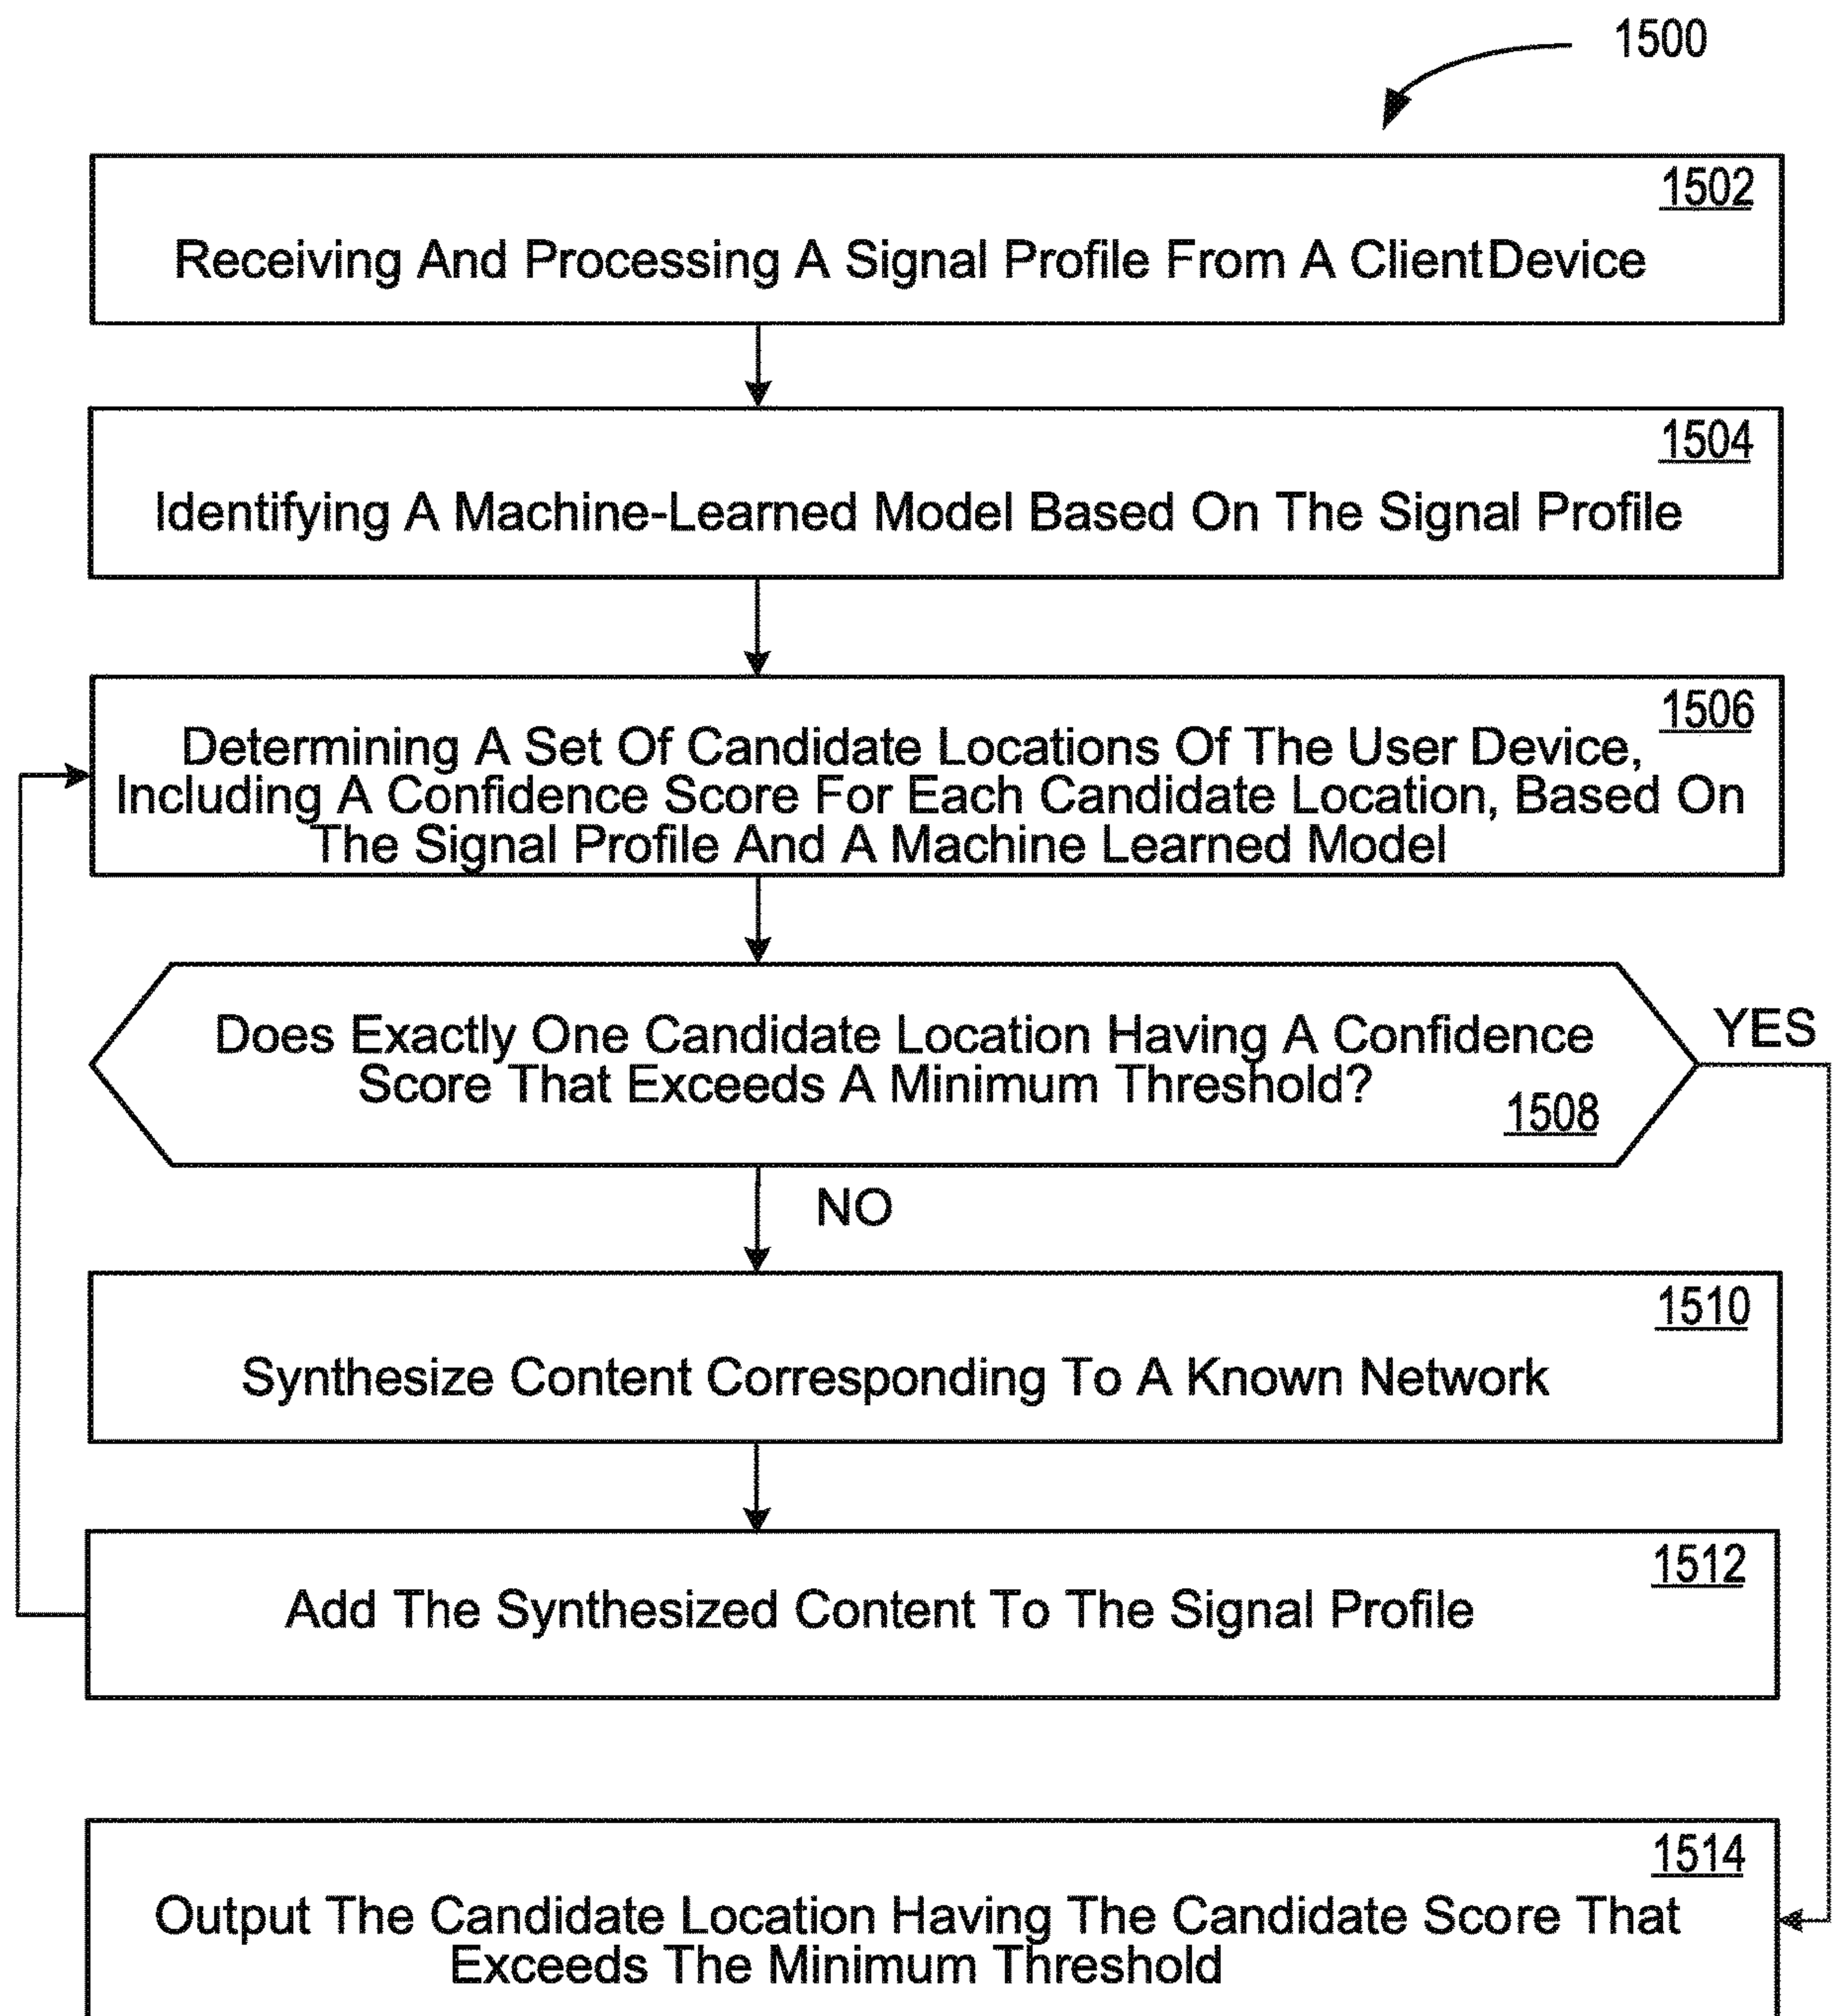 1500
1502
Receiving And Processing A Signal Profile From A Client Device
1504
Identifying A Machine-Learned Model Based On The Signal Profile
1506
Determining A Set Of Candidate Locations Of The User Device,
Including A Confidence Score For Each Candidate Location, Based On
The Signal Profile And A Machine Learned Model
Does Exactly One Candidate Location Having A Confidence
Score That Exceeds A Minimum Threshold?
1508
YES
NO
1510
Synthesize Content Corresponding To A Known Network
1512
Add The Synthesized Content To The Signal Profile
1514
Output The Candidate Location Having The Candidate Score That
Exceeds The Minimum Threshold